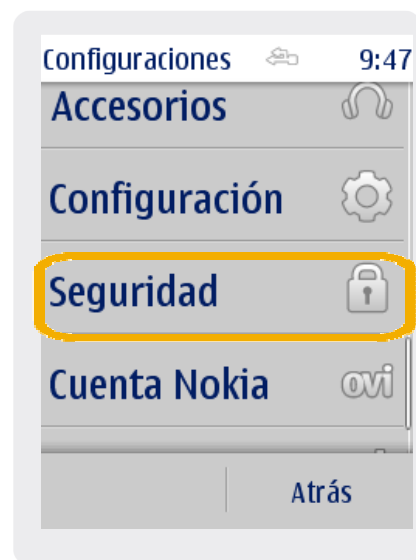 Configuraciones 9:47
Accesorios
Configuración
Seguridad
Cuenta Nokia ovi
Atrás